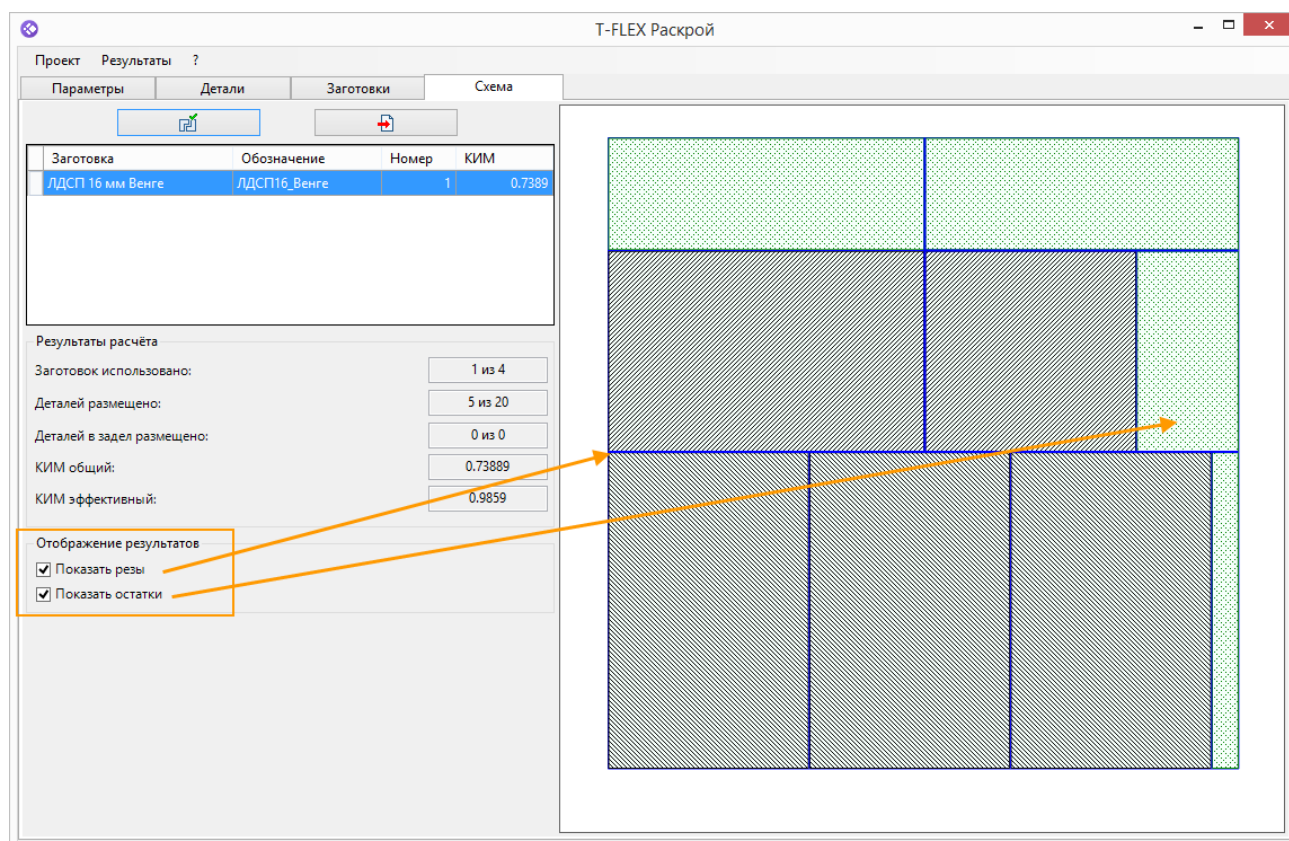 T-FLEX Раскрой
Проект Результаты ?
Параметры Детали Заготовки Схема
Заготовка Обозначение Номер КИМ
ЛДСП 16 мм Венге ЛДСП16_Венге 1 0.7389
Результаты расчёта
Заготовок использовано: 1 из 4
Деталей размещено: 5 из 20
Деталей в задел размещено: 0 из 0
КИМ общий: 0.73889
КИМ эффективный: 0.9859
Отображение результатов
Показать резы
Показать остатки